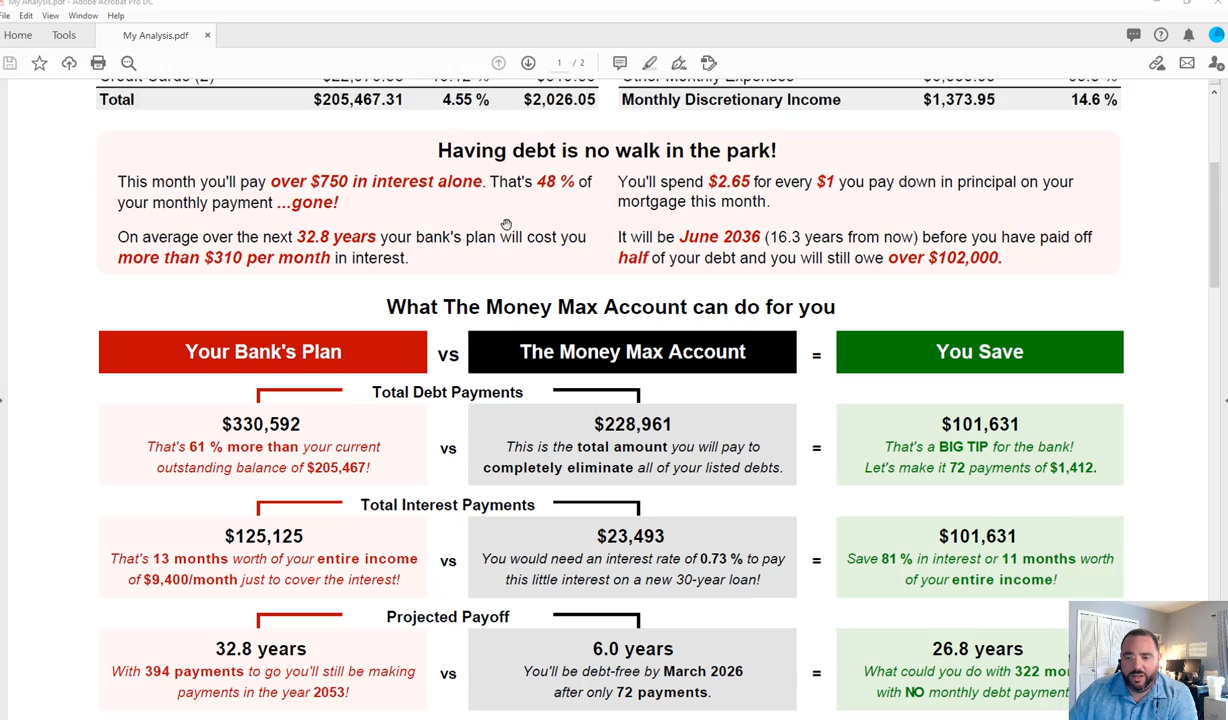 My Analysis.pdf - Adobe Acrobat Pro DC
File Edit View Window Help
Home Tools My Analysis.pdf ×
1 / 2
Credit Cards (2)
Other Monthly Expenses
Total $205,467.31 4.55 % $2,026.05
Monthly Discretionary Income $1,373.95 14.6 %
Having debt is no walk in the park!
This month you'll pay over $750 in interest alone. That's 48 % of
your monthly payment ...gone!
On average over the next 32.8 years your bank's plan will cost you
more than $310 per month in interest.
You'll spend $2.65 for every $1 you pay down in principal on your
mortgage this month.
It will be June 2036 (16.3 years from now) before you have paid off
half of your debt and you will still owe over $102,000.
What The Money Max Account can do for you
Your Bank's Plan vs The Money Max Account = You Save
Total Debt Payments
$330,592 $228,961 $101,631
That's 61 % more than your current vs This is the total amount you will pay to = That's a BIG TIP for the bank!
outstanding balance of $205,467! completely eliminate all of your listed debts. Let's make it 72 payments of $1,412.
Total Interest Payments
$125,125 $23,493 $101,631
That's 13 months worth of your entire income vs You would need an interest rate of 0.73 % to pay = Save 81 % in interest or 11 months worth
of $9,400/month just to cover the interest! this little interest on a new 30-year loan! of your entire income!
Projected Payoff
32.8 years 6.0 years 26.8 years
With 394 payments to go you'll still be making vs You'll be debt-free by March 2026 = What could you do with 322
payments in the year 2053! after only 72 payments. with NO monthly debt